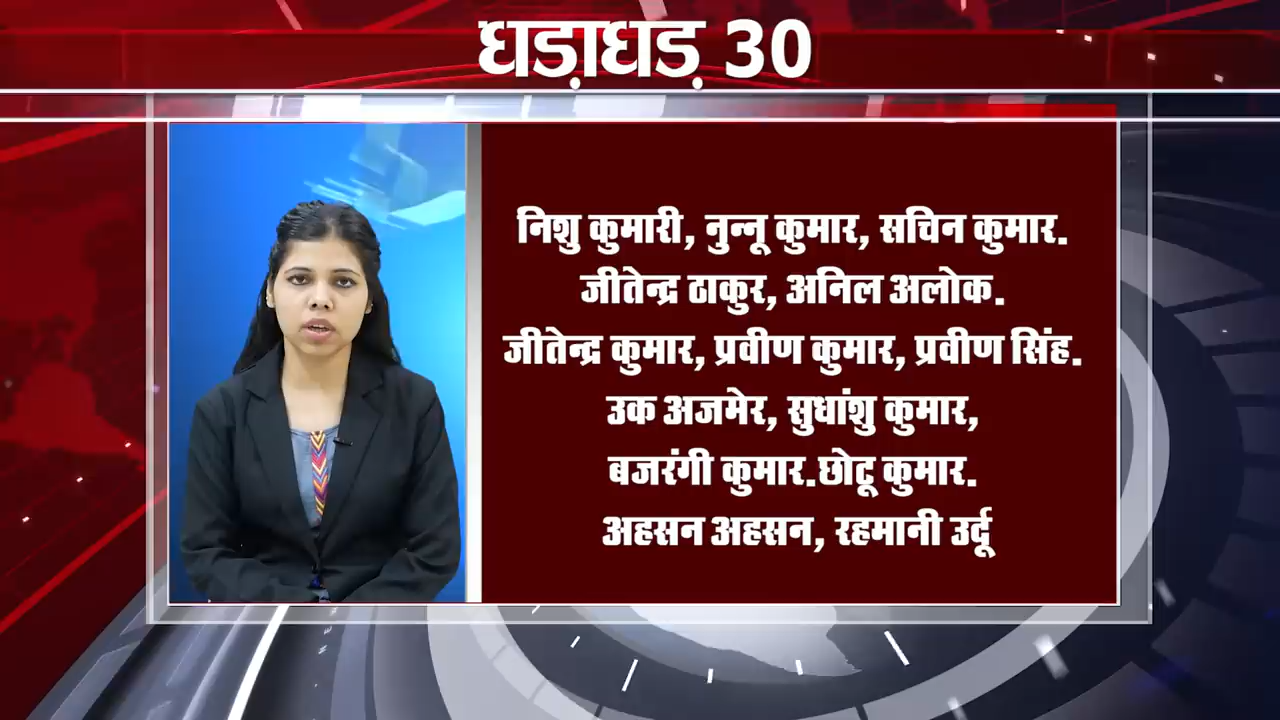 धड़ाधड़ 30
निशु कुमारी, नुन्नू कुमार, सचिन कुमार.
जीतेन्द्र ठाकुर, अनिल अलोक.
जीतेन्द्र कुमार, प्रवीण कुमार, प्रवीण सिंह.
उक अजमेर, सुधांशु कुमार,
बजरंगी कुमार.छोटू कुमार.
अहसन अहसन, रहमानी उर्दू